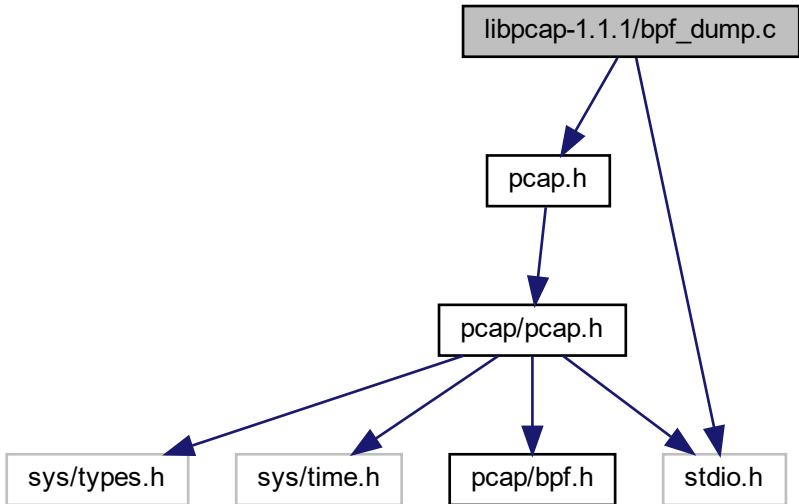 libpcap-1.1.1/bpf_dump.c
pcap.h
pcap/pcap.h
sys/types.h
sys/time.h
pcap/bpf.h
stdio.h